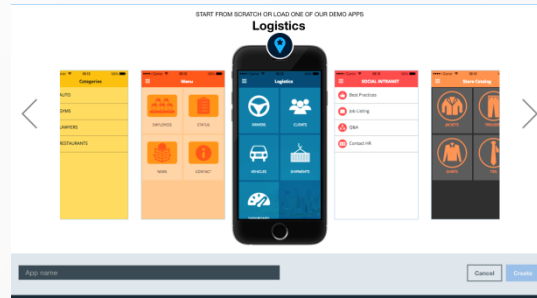 START FROM SCRATCH OR LOAD ONE OF OUR DEMO APPS
Logistics
Categories
AUTO
LAWYERS
RESTAURANTS
Menu
EMPLOYEES
STATUS
NEWS
CONTACT
Logistics
DRIVERS
CLIENTS
VEHICLES
SHIPMENTS
DASHBOARD
SOCIAL INTRANET
Best Practices
Job Listing
Q&A
Contact HR
Store Catalog
JACKETS
SHIRTS
App name
Cancel
Create